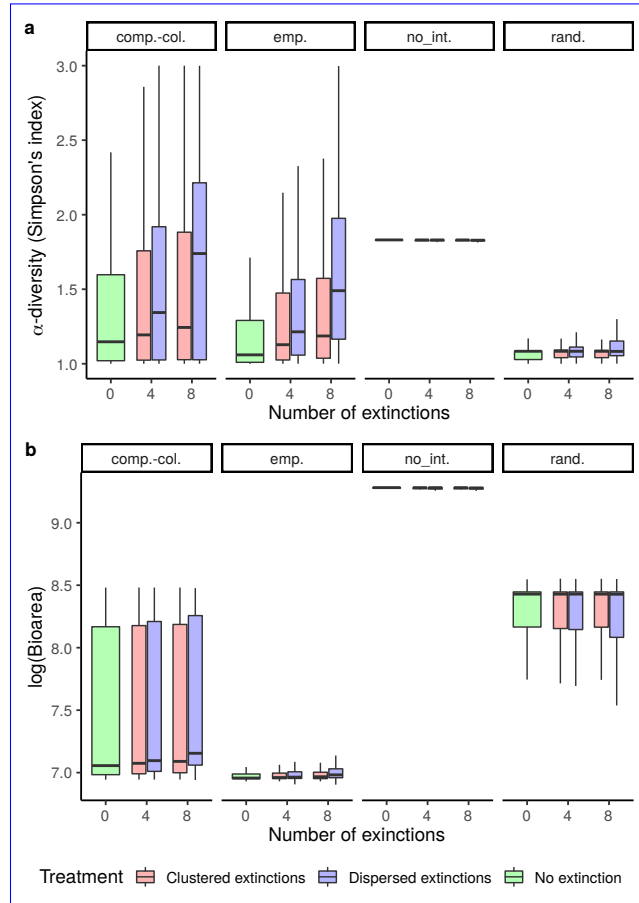 a
comp.-col. emp. no_int. rand.
3.0
2.5
2.0
1.5
1.0
α-diversity (Simpson's index)
0 4 8 0 4 8 0 4 8 0 4 8
Number of extinctions
b
comp.-col. emp. no_int. rand.
9.0
8.5
8.0
7.5
7.0
log(Bioarea)
0 4 8 0 4 8 0 4 8 0 4 8
Number of exinctions
Treatment Clustered extinctions Dispersed extinctions No extinction